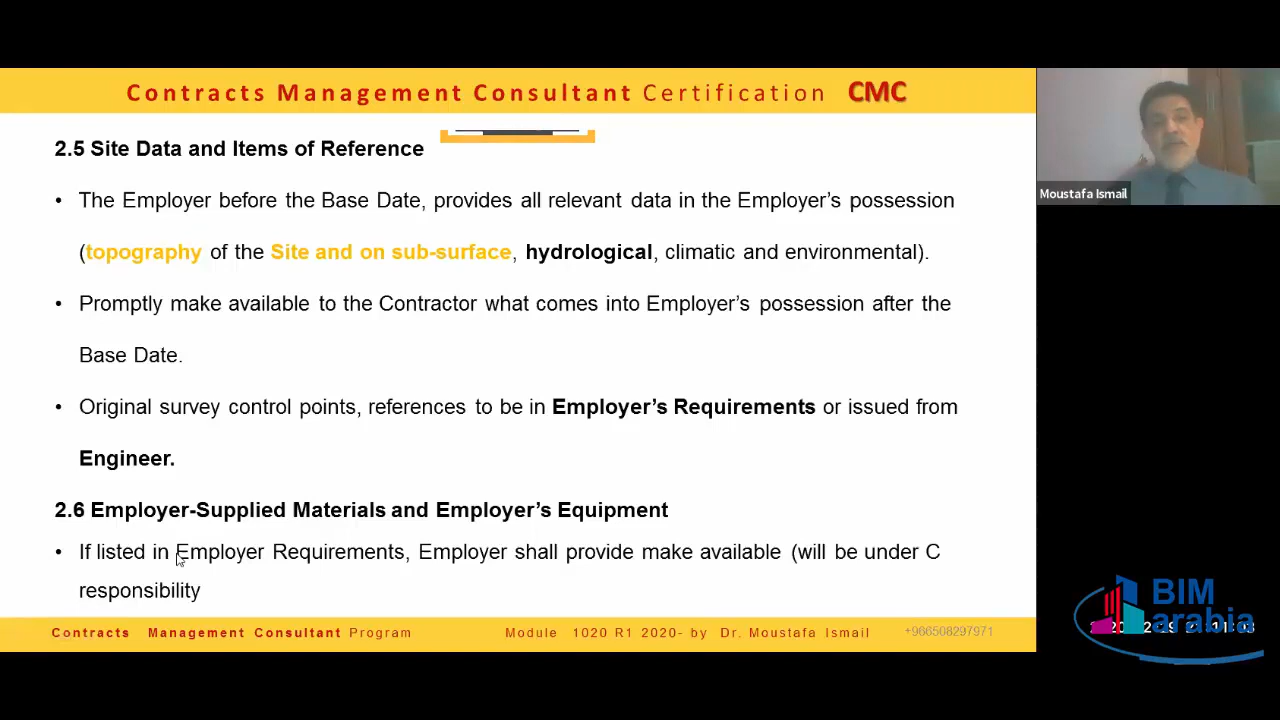 Contracts Management Consultant Certification CMC
2.5 Site Data and Items of Reference
• The Employer before the Base Date, provides all relevant data in the Employer’s possession
(topography of the Site and on sub-surface, hydrological, climatic and environmental).
• Promptly make available to the Contractor what comes into Employer’s possession after the
Base Date.
• Original survey control points, references to be in Employer’s Requirements or issued from
Engineer.
2.6 Employer-Supplied Materials and Employer’s Equipment
• If listed in Employer Requirements, Employer shall provide make available (will be under C
responsibility
Contracts Management Consultant Program Module 1020 R1 2020- by Dr. Moustafa Ismail +966508297971
Moustafa Ismail
BIM
arabia